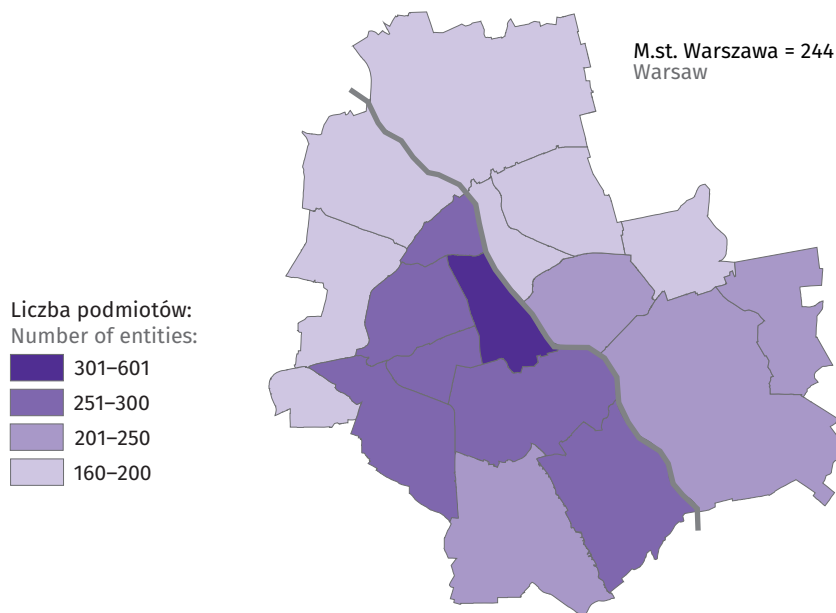 M.st. Warszawa = 244
Warsaw
Liczba podmiotów:
Number of entities:
301–601
251–300
201–250
160–200